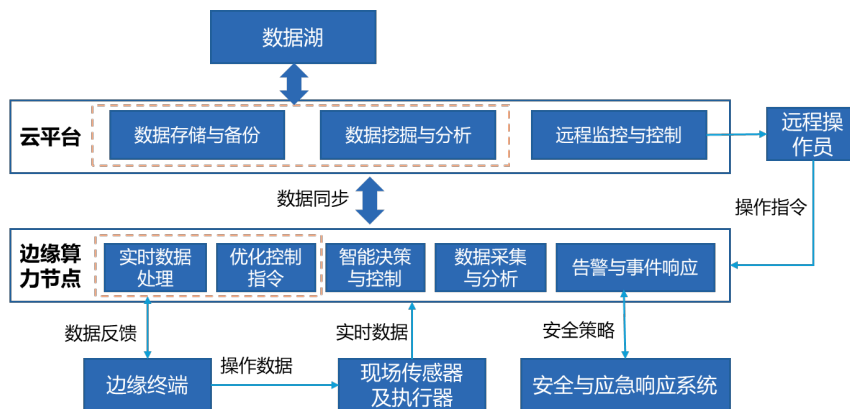 数据湖
云平台
数据存储与备份
数据挖掘与分析
远程监控与控制
远程操
作员
数据同步
操作指令
边缘算
力节点
实时数据
处理
优化控制
指令
智能决策
与控制
数据采集
与分析
告警与事件响应
数据反馈
实时数据
安全策略
边缘终端
操作数据
现场传感器
及执行器
安全与应急响应系统